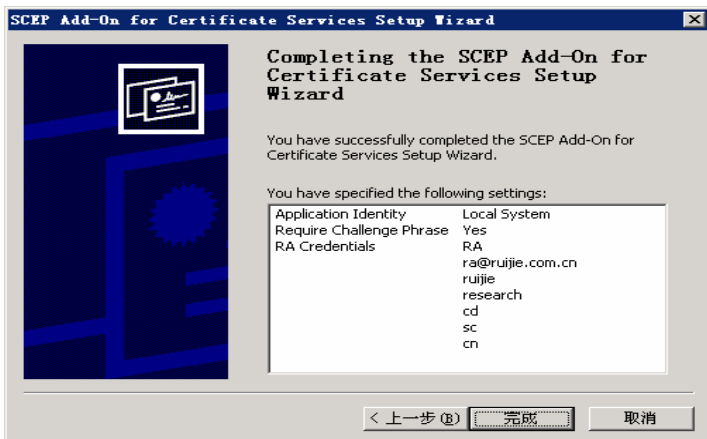 SCEP Add-On for Certificate Services Setup Wizard
Completing the SCEP Add-On for
Certificate Services Setup
Wizard
You have successfully completed the SCEP Add-On for
Certificate Services Setup Wizard.
You have specified the following settings:
Application Identity Local System
Require Challenge Phrase Yes
RA Credentials RA
ra@ruijie.com.cn
ruijie
research
cd
sc
cn
< 上一步(B) 完成 取消